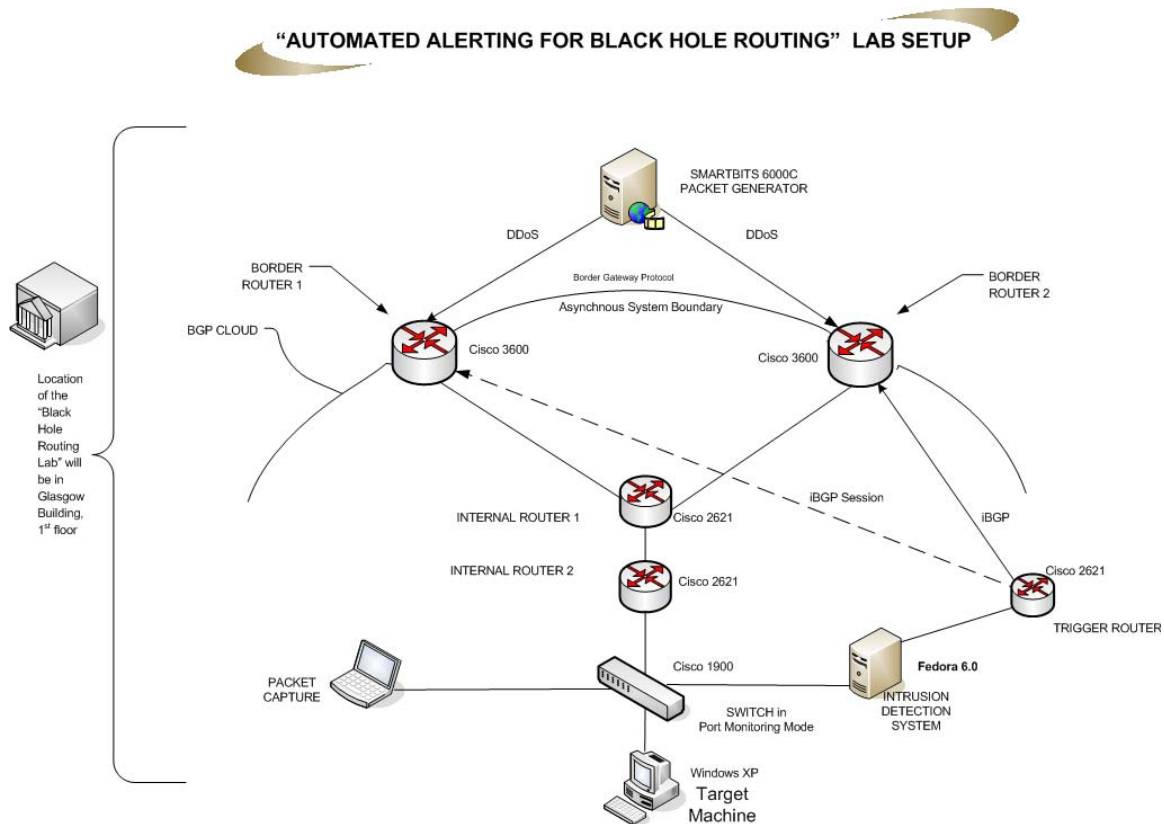 “AUTOMATED ALERTING FOR BLACK HOLE ROUTING” LAB SETUP
SMARTBITS 6000C
PACKET GENERATOR
DDoS
DDoS
BORDER
ROUTER 1
Border Gateway Protocol
BORDER
ROUTER 2
Asynchnous System Boundary
BGP CLOUD
Cisco 3600
Cisco 3600
Location
of the
“Black
Hole
Routing
Lab” will
be in
Glasgow
Building,
1st floor
iBGP Session
iBGP
INTERNAL ROUTER 1
Cisco 2621
INTERNAL ROUTER 2
Cisco 2621
Cisco 2621
TRIGGER ROUTER
Cisco 1900
Fedora 6.0
PACKET
CAPTURE
INTRUSION
DETECTION
SYSTEM
SWITCH in
Port Monitoring Mode
Windows XP
Target
Machine